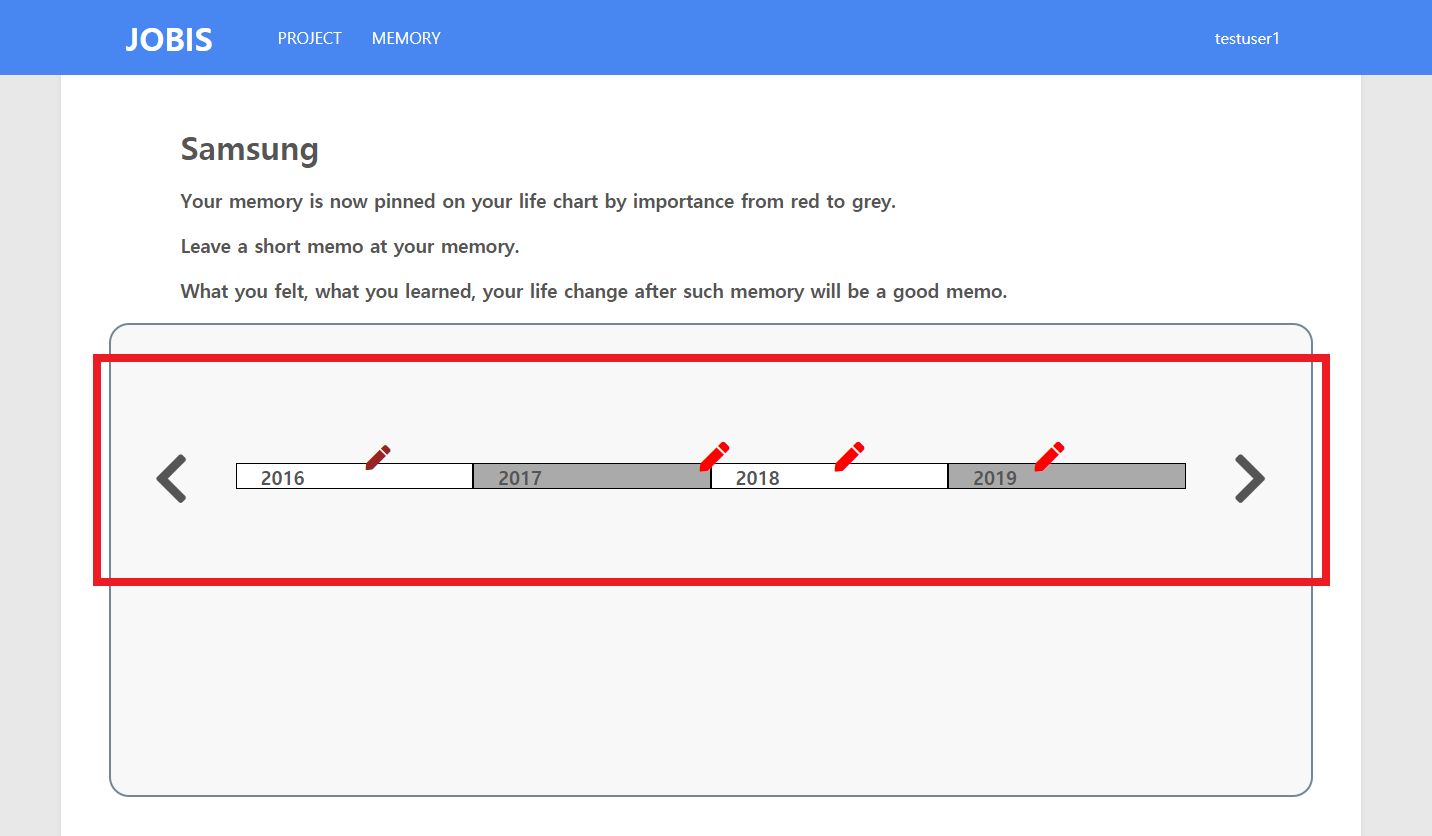 JOBIS PROJECT MEMORY testuser1
Samsung
Your memory is now pinned on your life chart by importance from red to grey.
Leave a short memo at your memory.
What you felt, what you learned, your life change after such memory will be a good memo.
2016 2017 2018 2019